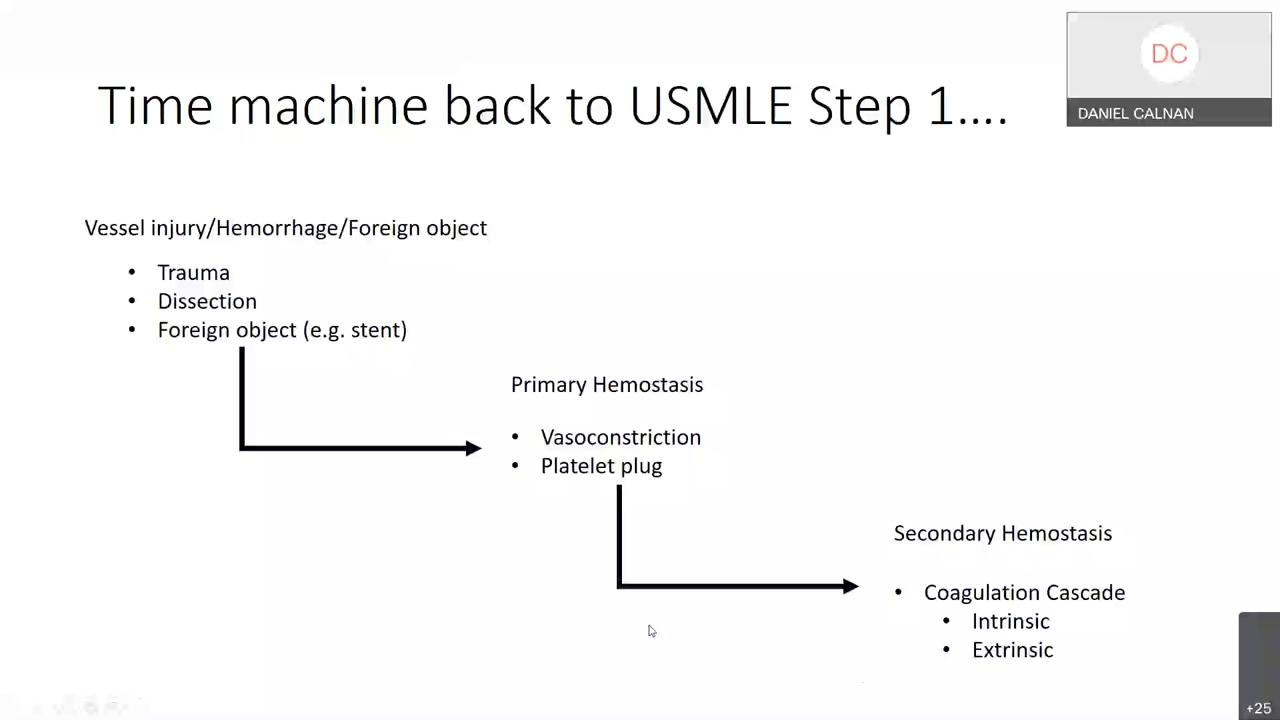 Time machine back to USMLE Step 1....
DC
DANIEL CALNAN
Vessel injury/Hemorrhage/Foreign object
• Trauma
• Dissection
• Foreign object (e.g. stent)
Primary Hemostasis
• Vasoconstriction
• Platelet plug
Secondary Hemostasis
• Coagulation Cascade
• Intrinsic
• Extrinsic
+25